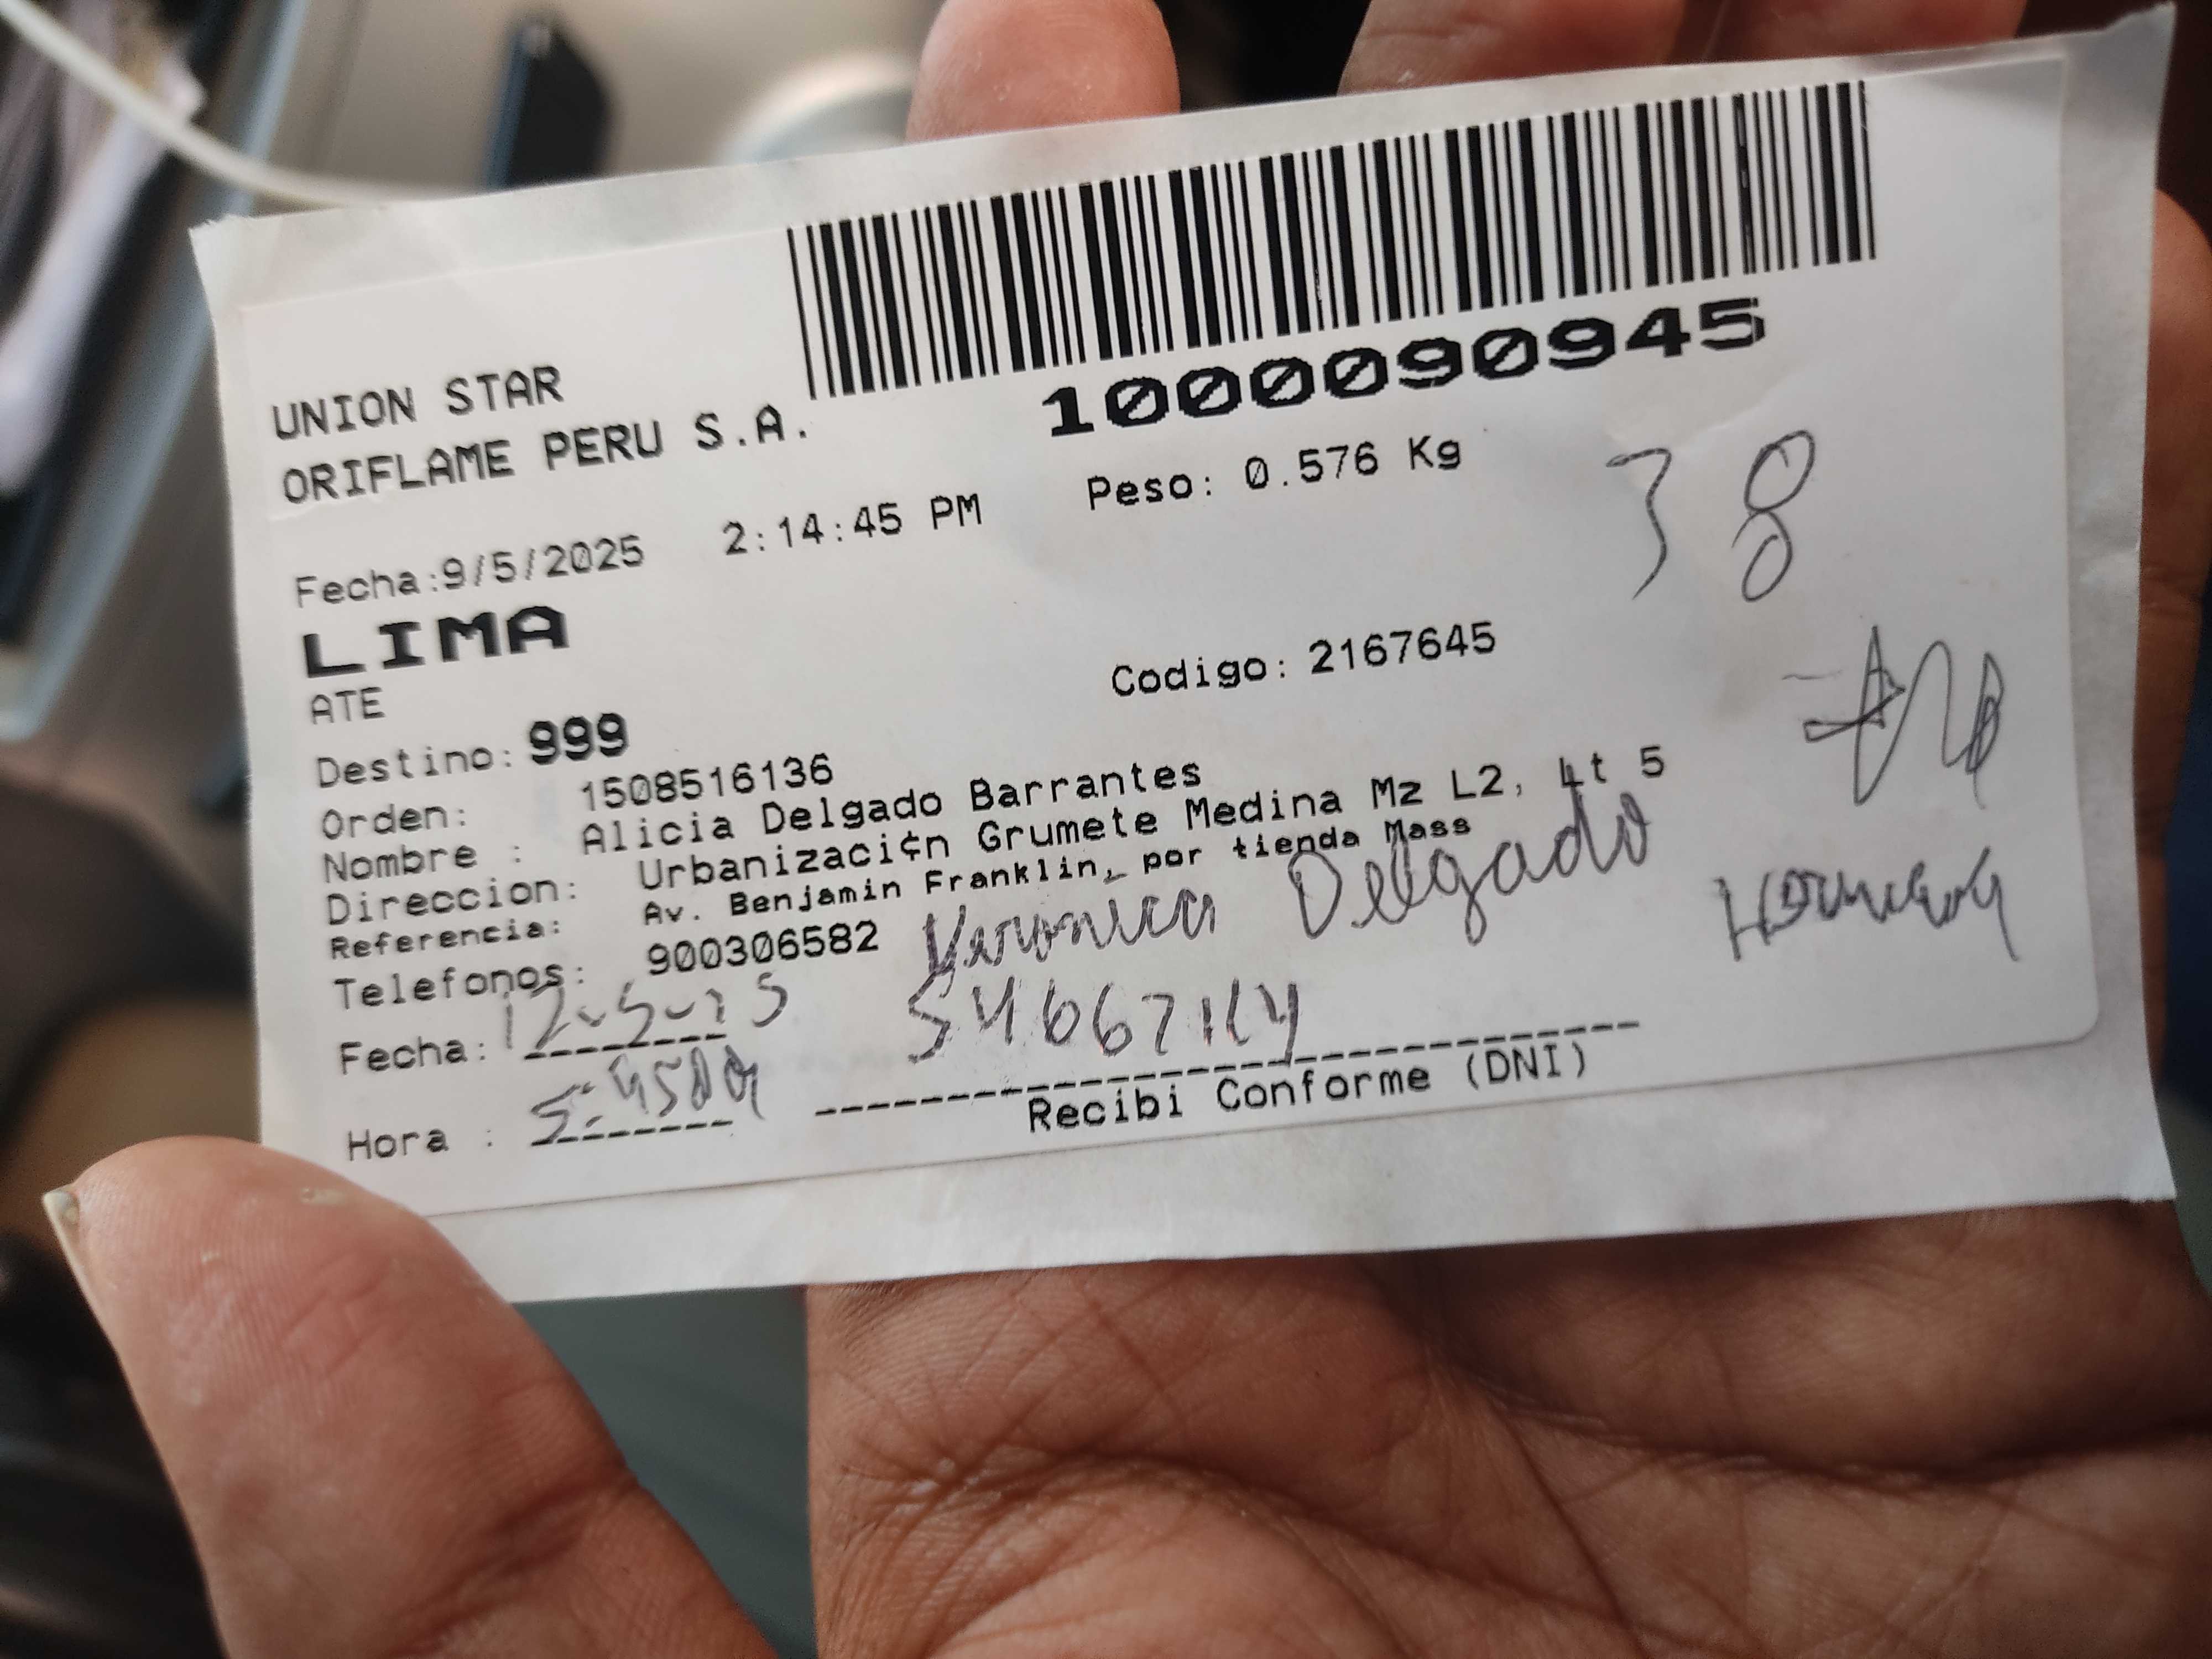 1000090945
UNION STAR
ORIFLAME PERU S.A.
Peso: 0.576 Kg
38
Fecha:9/5/2025 2:14:45 PM
LIMA
ATE
Codigo: 2167645
Destino: 999
Orden: 1508516136
Nombre : Alicia Delgado Barrantes
Direccion: Urbanizaci¢n Grumete Medina Mz L2, Lt 5
Referencia: Av. Benjamin Franklin, por tienda Mass
Telefonos: 900306582
Veronica Delgado
Hermana
Fecha: 12-5-25
Hora :
Recibi Conforme (DNI)